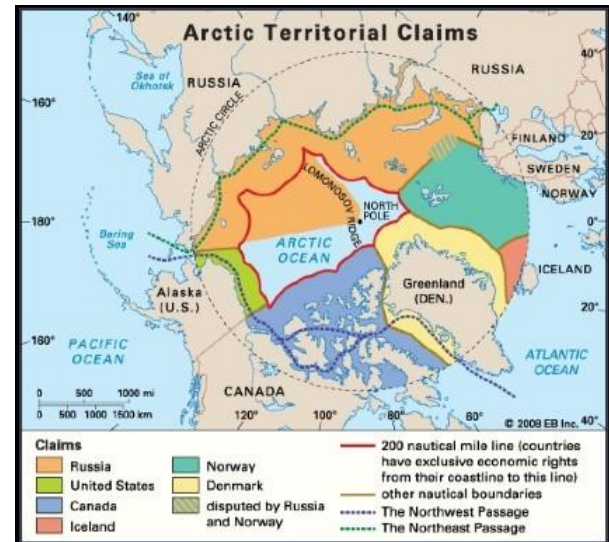 Arctic Territorial Claims
140°
40°
Sea of
Okhotsk
RUSSIA
RUSSIA
160°
ARCTIC CIRCLE
FINLAND
20°
SWEDEN
NORWAY
LOMONOSOV RIDGE
NORTH
POLE
180°
0°
Bering
Sea
ARCTIC
OCEAN
Greenland
(DEN.)
ICELAND
Alaska
(U.S.)
20°
PACIFIC
OCEAN
160°
ATLANTIC
OCEAN
CANADA
0 500 1000 mi
0 500 1000 1500 km
120° 100° 80° 60°
© 2008 EB Inc.
40°
Claims
Russia
United States
Canada
Iceland
Norway
Denmark
disputed by Russia
and Norway
200 nautical mile line (countries
have exclusive economic rights
from their coastline to this line)
other nautical boundaries
The Northwest Passage
The Northeast Passage